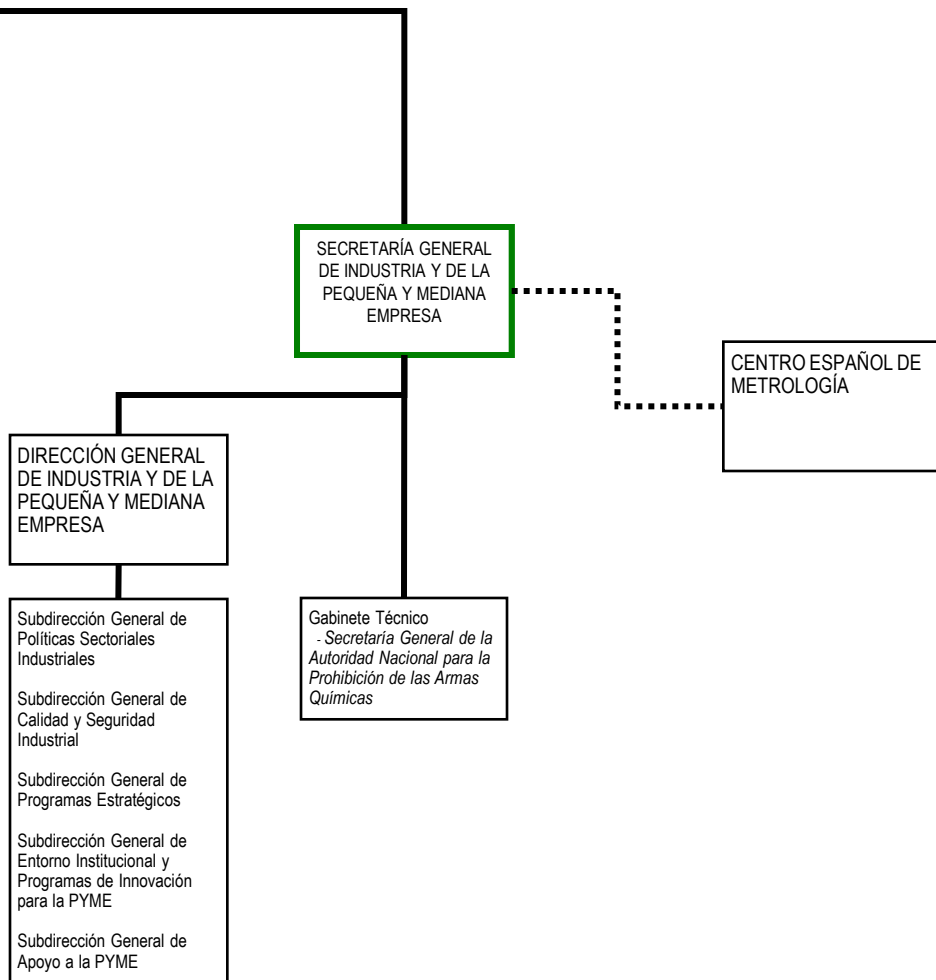 SECRETARÍA GENERAL
DE INDUSTRIA Y DE LA
PEQUEÑA Y MEDIANA
EMPRESA
CENTRO ESPAÑOL DE
METROLOGÍA
DIRECCIÓN GENERAL
DE INDUSTRIA Y DE LA
PEQUEÑA Y MEDIANA
EMPRESA
Subdirección General de
Políticas Sectoriales
Industriales
Subdirección General de
Calidad y Seguridad
Industrial
Subdirección General de
Programas Estratégicos
Subdirección General de
Entorno Institucional y
Programas de Innovación
para la PYME
Subdirección General de
Apoyo a la PYME
Gabinete Técnico
- Secretaría General de la
Autoridad Nacional para la
Prohibición de las Armas
Químicas